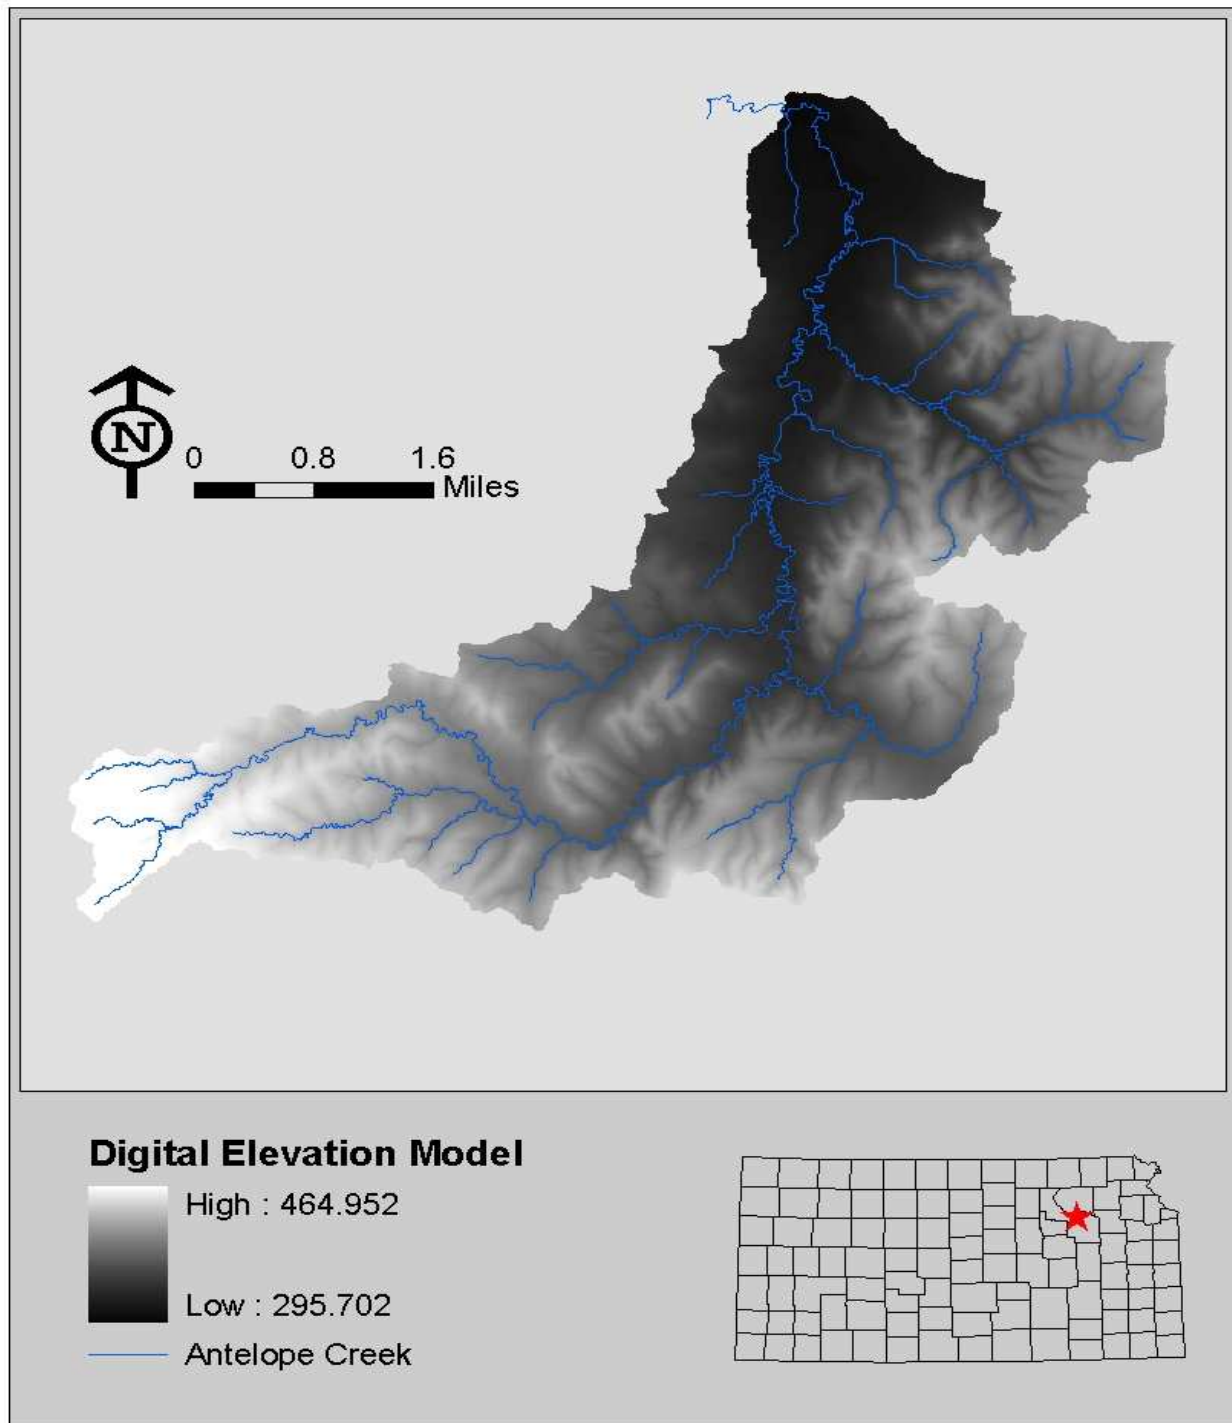 N
0 0.8 1.6
Miles
Digital Elevation Model
High : 464.952
Low : 295.702
Antelope Creek